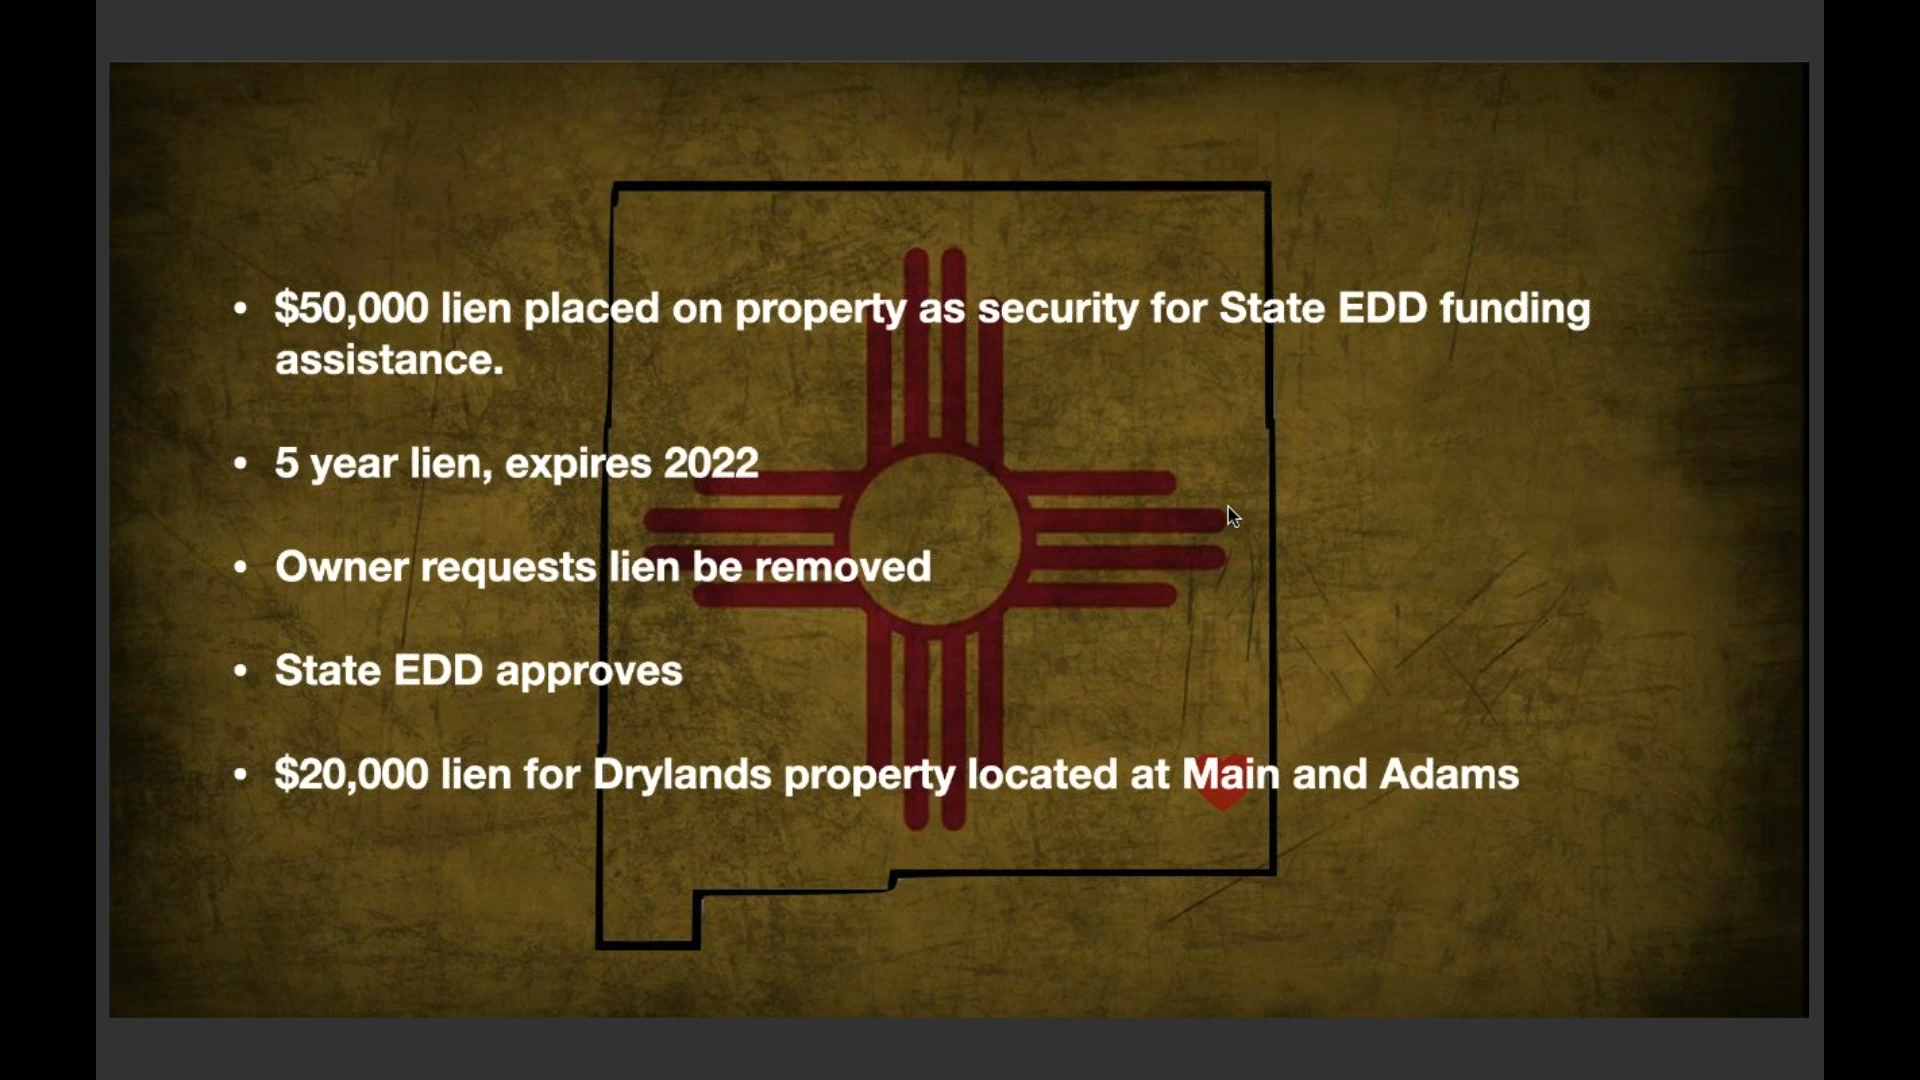 • $50,000 lien placed on property as security for State EDD funding
assistance.
• 5 year lien, expires 2022
• Owner requests lien be removed
• State EDD approves
• $20,000 lien for Drylands property located at Main and Adams